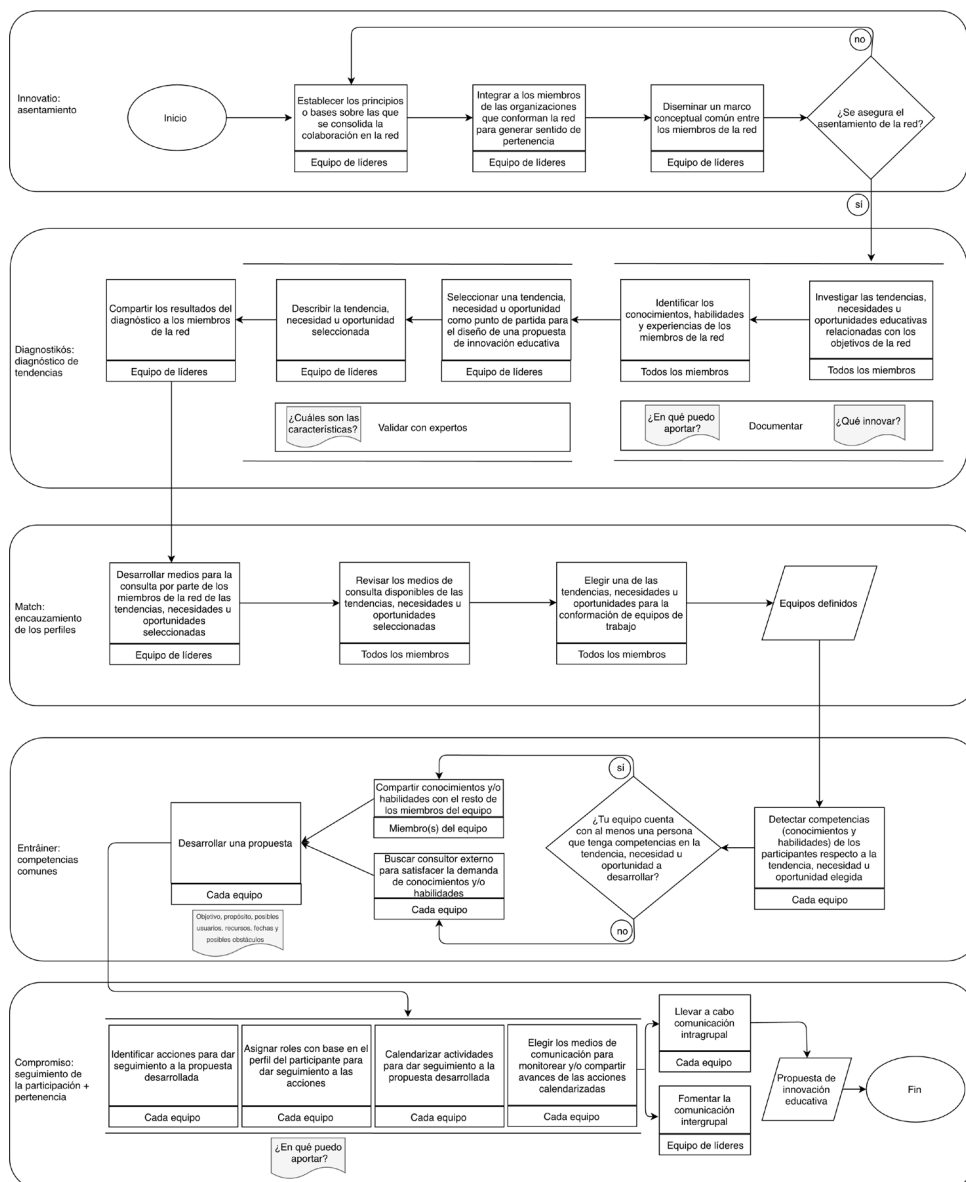 Innovatio:
asentamiento
Inicio
Establecer los principios
o bases sobre las que
se consolida la
colaboración en la red
Equipo de líderes
Integrar a los miembros
de las organizaciones
que conforman la red
para generar sentido de
pertenencia
Equipo de líderes
Diseminar un marco
conceptual común entre
los miembros de la red
Equipo de líderes
¿Se asegura el
asentamiento de la red?
no
sí
Diagnostikós:
diagnóstico de
tendencias
Compartir los resultados del
diagnóstico a los miembros
de la red
Equipo de líderes
Describir la tendencia,
necesidad u oportunidad
seleccionada
Equipo de líderes
Seleccionar una tendencia,
necesidad u oportunidad
como punto de partida para
el diseño de una propuesta
de innovación educativa
Equipo de líderes
Identificar los
conocimientos, habilidades
y experiencias de los
miembros de la red
Todos los miembros
Investigar las tendencias,
necesidades u
oportunidades educativas
relacionadas con los
objetivos de la red
Todos los miembros
¿Cuáles son las
características?
Validar con expertos
¿En qué puedo
aportar?
Documentar
¿Qué innovar?
Match:
encauzamiento
de los perfiles
Desarrollar medios para la
consulta por parte de los
miembros de la red de las
tendencias, necesidades u
oportunidades
seleccionadas
Equipo de líderes
Revisar los medios de
consulta disponibles de las
tendencias, necesidades u
oportunidades
seleccionadas
Todos los miembros
Elegir una de las
tendencias, necesidades u
oportunidades para la
conformación de equipos de
trabajo
Todos los miembros
Equipos definidos
Entrâiner:
competencias
comunes
Desarrollar una propuesta
Cada equipo
Objetivo, propósito, posibles
usuarios, recursos, fechas y
posibles obstáculos
Compartir conocimientos y/o
habilidades con el resto de
los miembros del equipo
Miembro(s) del equipo
Buscar consultor externo
para satisfacer la demanda
de conocimientos y/o
habilidades
Cada equipo
sí
¿Tu equipo cuenta
con al menos una persona
que tenga competencias en la
tendencia, necesidad u
oportunidad a
desarrollar?
no
Detectar competencias
(conocimientos y
habilidades) de los
participantes respecto a la
tendencia, necesidad u
oportunidad elegida
Cada equipo
Compromiso:
seguimiento de
la participación +
pertenencia
Identificar acciones para dar
seguimiento a la propuesta
desarrollada
Cada equipo
Asignar roles con base en el
perfil del participante para
dar seguimiento a las
acciones
Cada equipo
Calendarizar actividades
para dar seguimiento a la
propuesta desarrollada
Cada equipo
Elegir los medios de
comunicación para
monitorear y/o compartir
avances de las acciones
calendarizadas
Cada equipo
Llevar a cabo
comunicación
intragrupal
Cada equipo
Fomentar la
comunicación
intergrupal
Equipo de líderes
Propuesta de
innovación
educativa
Fin
¿En qué puedo
aportar?